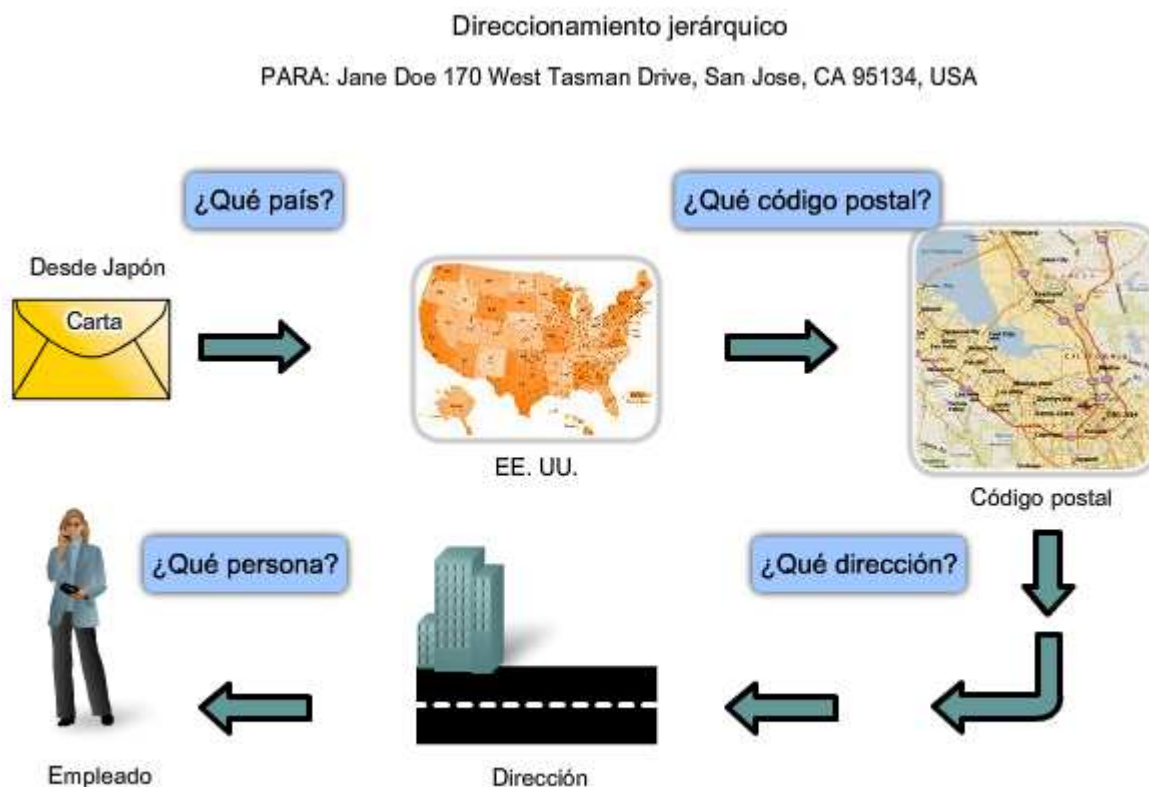 Direccionamiento jerárquico
PARA: Jane Doe 170 West Tasman Drive, San Jose, CA 95134, USA
¿Qué país?
¿Qué código postal?
Desde Japón
Carta
EE. UU.
Código postal
¿Qué persona?
¿Qué dirección?
Empleado
Dirección